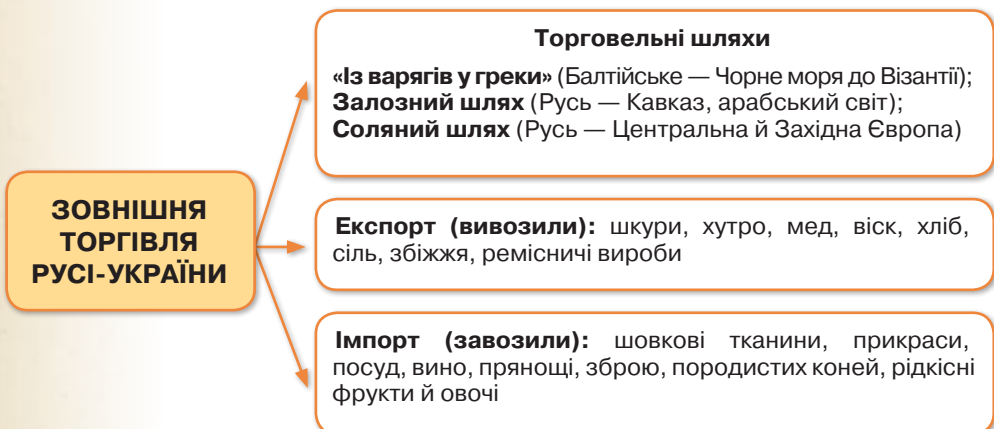 Торговельні шляхи
«Із варягів у греки» (Балтійське — Чорне моря до Візантії);
Залозний шлях (Русь — Кавказ, арабський світ);
Соляний шлях (Русь — Центральна й Західна Європа)
ЗОВНІШНЯ
ТОРГІВЛЯ
РУСІ-УКРАЇНИ
Експорт (вивозили): шкури, хутро, мед, віск, хліб,
сіль, збіжжя, ремісничі вироби
Імпорт (завозили): шовкові тканини, прикраси,
посуд, вино, прянощі, зброю, породистих коней, рідкісні
фрукти й овочі